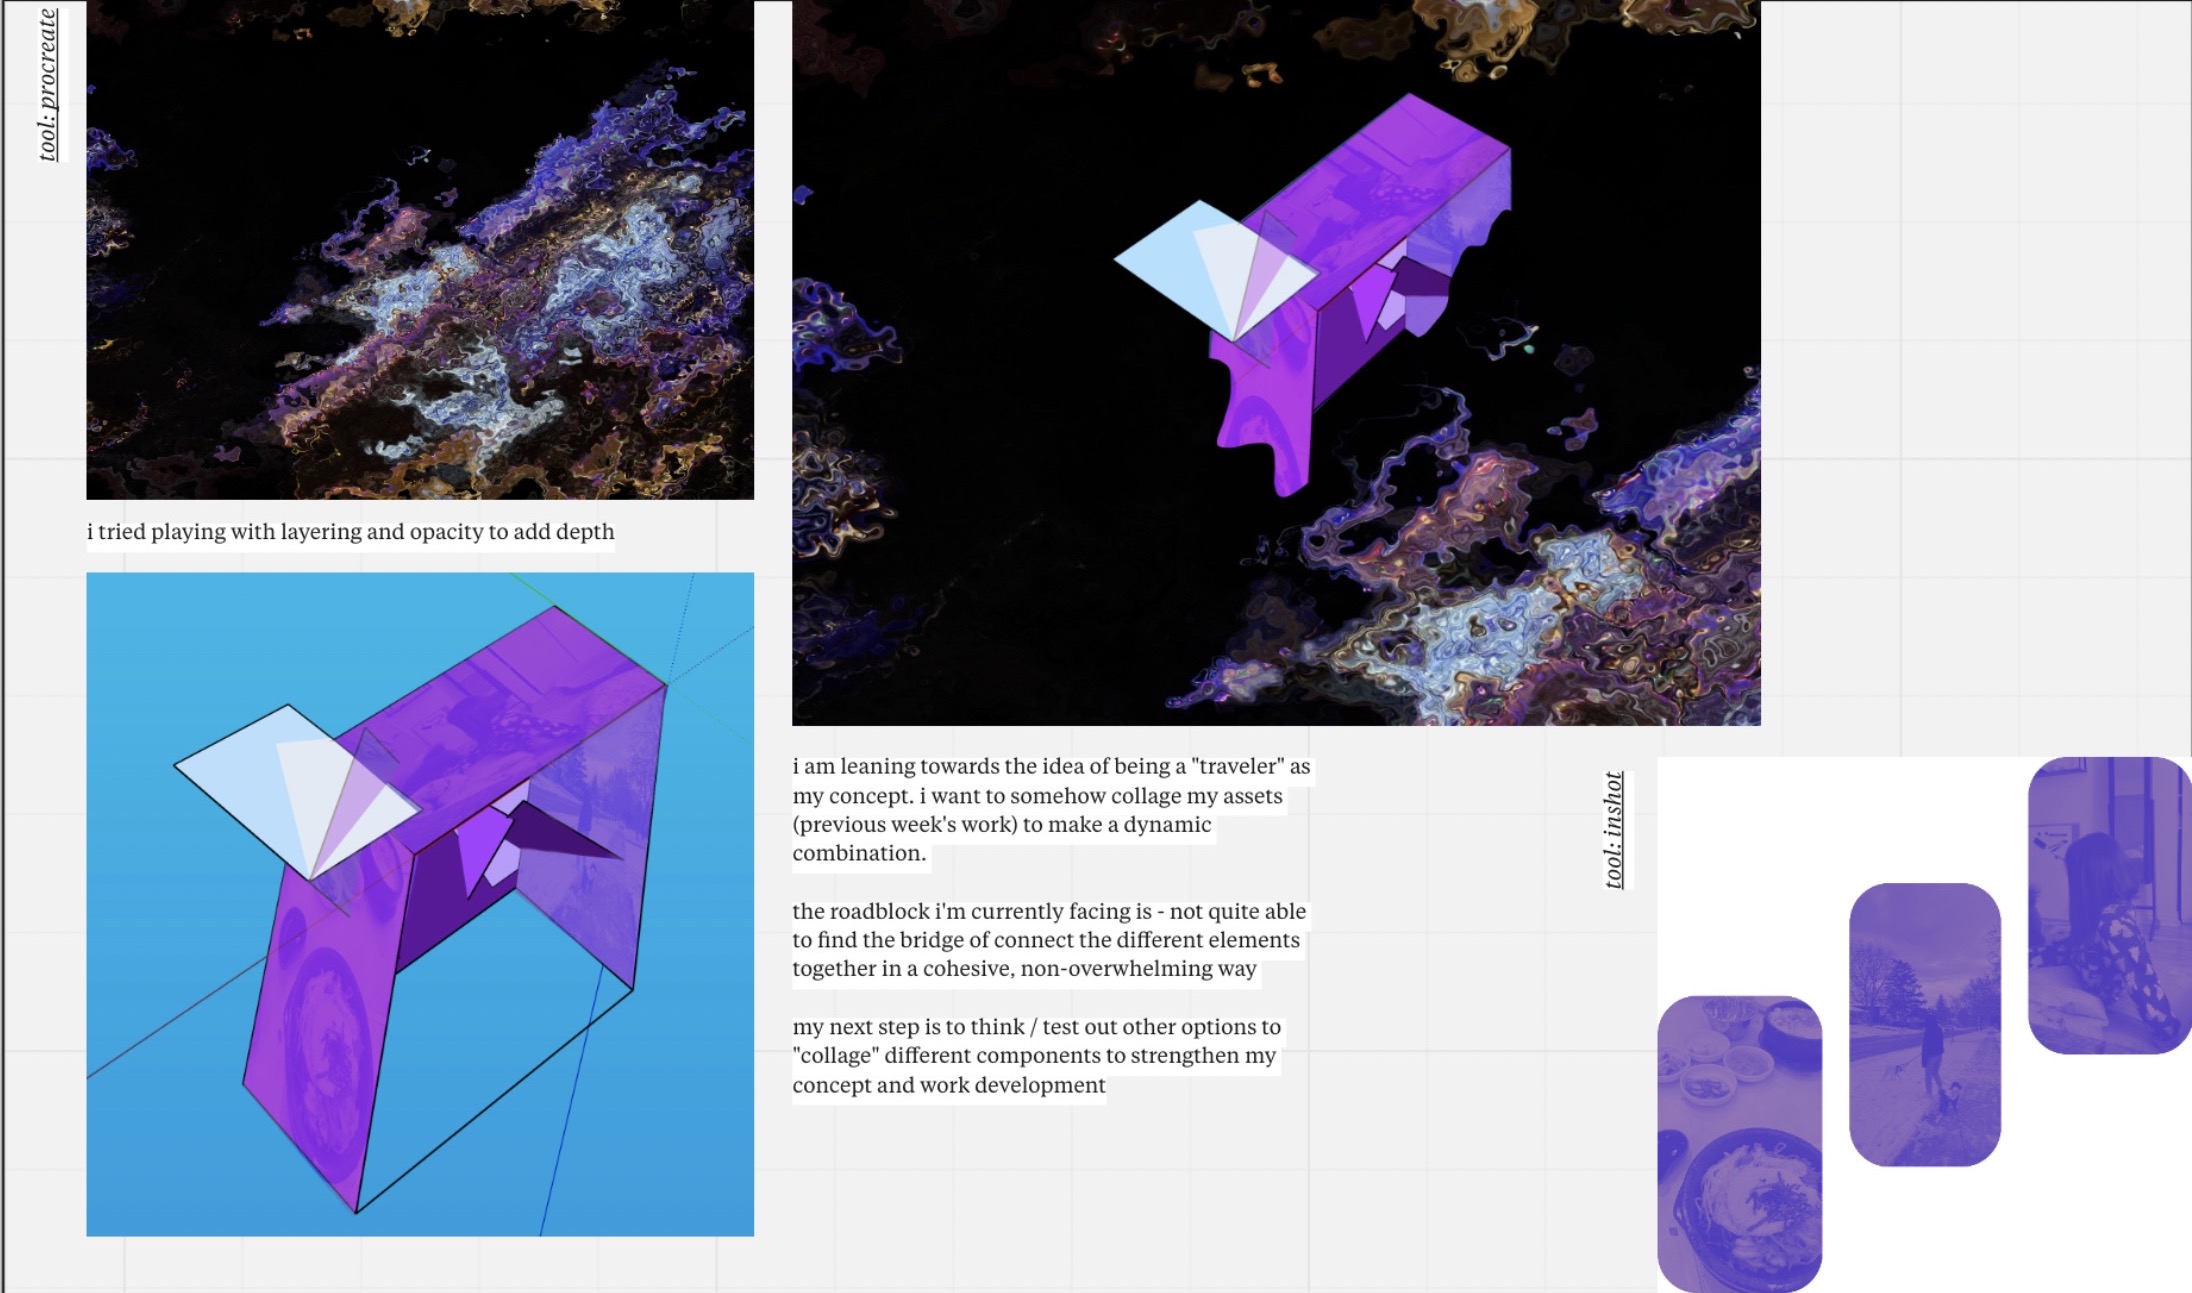 tool: procreate
i tried playing with layering and opacity to add depth
i am leaning towards the idea of being a "traveler" as
my concept. i want to somehow collage my assets
(previous week's work) to make a dynamic
combination.
the roadblock i'm currently facing is - not quite able
to find the bridge of connect the different elements
together in a cohesive, non-overwhelming way
my next step is to think / test out other options to
"collage" different components to strengthen my
concept and work development
tool: inshot